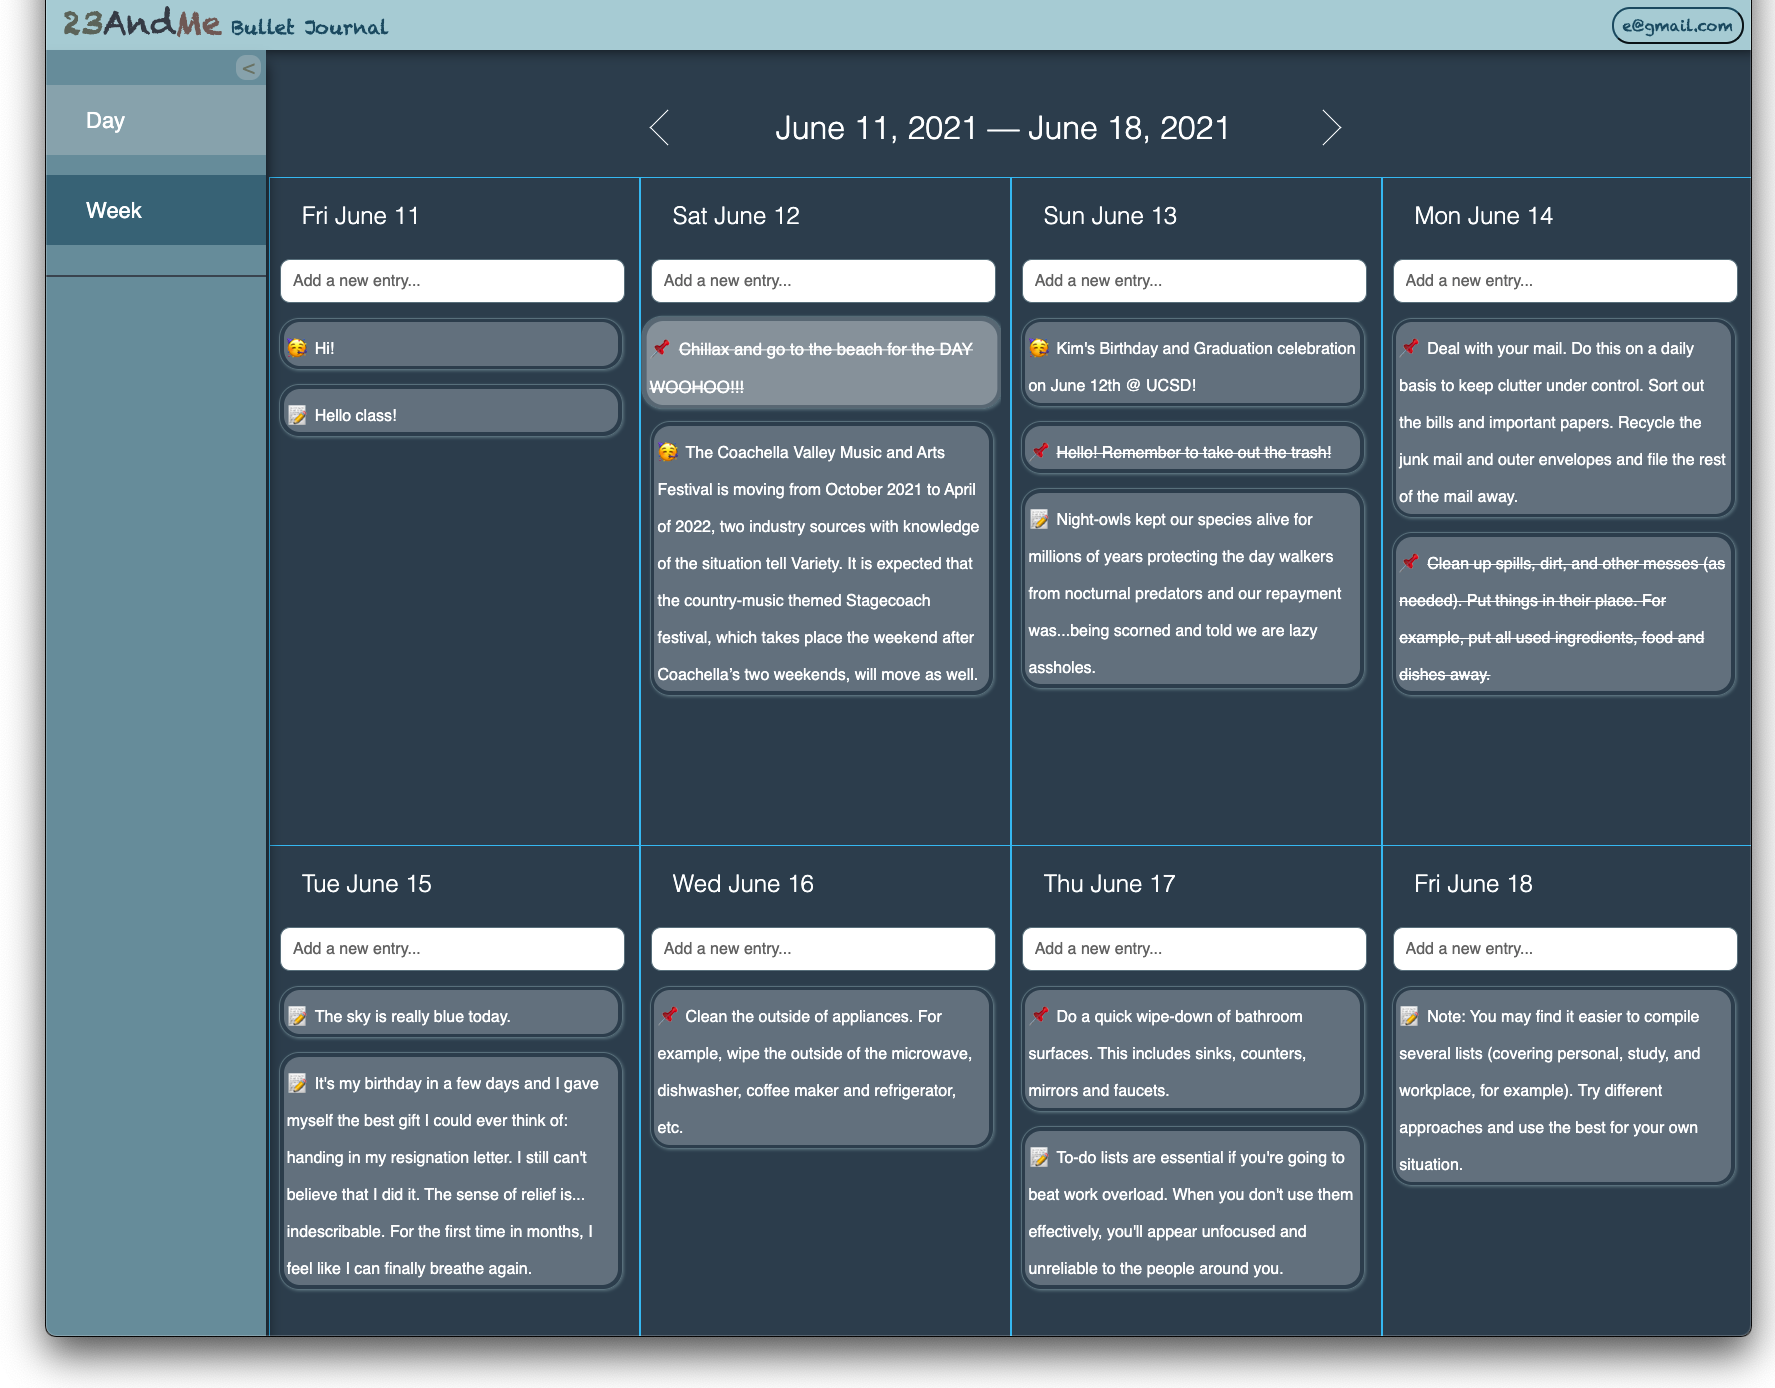 23AndMe Bullet Journal
e@gmail.com
<
Day
Week
June 11, 2021 — June 18, 2021
Fri June 11
Add a new entry...
🥳 Hi!
📝 Hello class!
Sat June 12
Add a new entry...
📌 Chillax and go to the beach for the DAY
WOOHOO!!!
🥳 The Coachella Valley Music and Arts
Festival is moving from October 2021 to April
of 2022, two industry sources with knowledge
of the situation tell Variety. It is expected that
the country-music themed Stagecoach
festival, which takes place the weekend after
Coachella’s two weekends, will move as well.
Sun June 13
Add a new entry...
🥳 Kim's Birthday and Graduation celebration
on June 12th @ UCSD!
📌 Hello! Remember to take out the trash!
📝 Night-owls kept our species alive for
millions of years protecting the day walkers
from nocturnal predators and our repayment
was...being scorned and told we are lazy
assholes.
Mon June 14
Add a new entry...
📌 Deal with your mail. Do this on a daily
basis to keep clutter under control. Sort out
the bills and important papers. Recycle the
junk mail and outer envelopes and file the rest
of the mail away.
📌 Clean up spills, dirt, and other messes (as
needed). Put things in their place. For
example, put all used ingredients, food and
dishes away.
Tue June 15
Add a new entry...
📝 The sky is really blue today.
📝 It's my birthday in a few days and I gave
myself the best gift I could ever think of:
handing in my resignation letter. I still can't
believe that I did it. The sense of relief is...
indescribable. For the first time in months, I
feel like I can finally breathe again.
Wed June 16
Add a new entry...
📌 Clean the outside of appliances. For
example, wipe the outside of the microwave,
dishwasher, coffee maker and refrigerator,
etc.
Thu June 17
Add a new entry...
📌 Do a quick wipe-down of bathroom
surfaces. This includes sinks, counters,
mirrors and faucets.
📝 To-do lists are essential if you're going to
beat work overload. When you don't use them
effectively, you'll appear unfocused and
unreliable to the people around you.
Fri June 18
Add a new entry...
📝 Note: You may find it easier to compile
several lists (covering personal, study, and
workplace, for example). Try different
approaches and use the best for your own
situation.